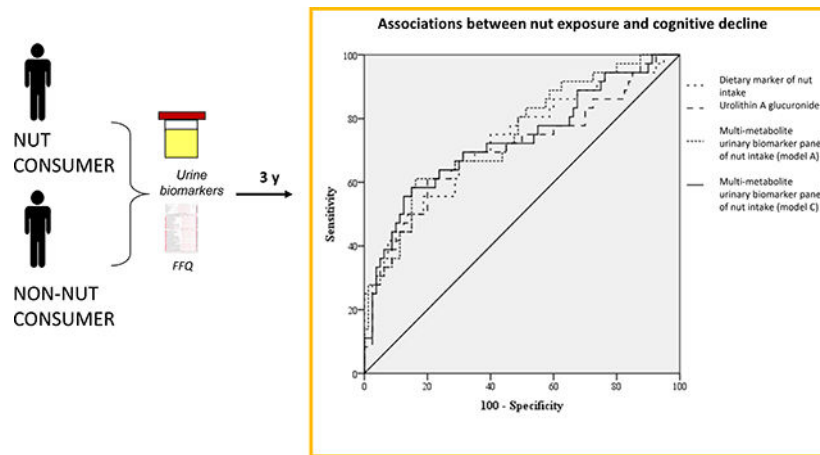 Associations between nut exposure and cognitive decline
NUT
CONSUMER
NON-NUT
CONSUMER
Urine
biomarkers
FFQ
3 y
Sensitivity
100
80
60
40
20
0
0
20
40
60
80
100
100 - Specificity
Dietary marker of nut
intake
Urolithin A glucuronide
Multi-metabolite
urinary biomarker pane
of nut intake (model A)
Multi-metabolite
urinary biomarker pane
of nut intake (model C)